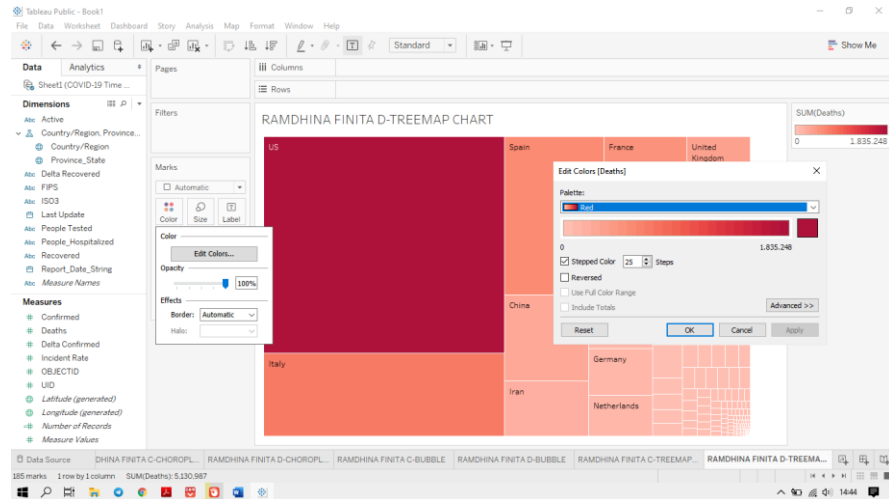 Tableau Public - Book1
File Data Worksheet Dashboard Story Analysis Map Format Window Help
Standard
Show Me
Data Analytics
Pages
Columns
Sheet1 (COVID-19 Time ...
Rows
Dimensions
Filters
RAMDHINA FINITA D-TREEMAP CHART
SUM(Deaths)
0 1.835.248
Abc Active
Country/Region, Province...
Country/Region
Province_State
Abc Delta Recovered
Abc FIPS
Abc ISO3
Last Update
Abc People Tested
Abc People_Hospitalized
Abc Recovered
Report_Date_String
Abc Measure Names
Measures
Confirmed
Deaths
Delta Confirmed
Incident Rate
OBJECTID
UID
Latitude (generated)
Longitude (generated)
Number of Records
Measure Values
Marks
Automatic
Color Size Label
Color
Edit Colors...
Opacity
100%
Effects
Border: Automatic
Halo:
US
Spain
France
United
Kingdom
China
Italy
Iran
Germany
Netherlands
Edit Colors [Deaths]
Palette:
Red
0 1.835.248
Stepped Color 25 Steps
Reversed
Use Full Color Range
Include Totals
Advanced >>
Reset OK Cancel Apply
Data Source DHINA FINITA C-CHOROPL... RAMDHINA FINITA D-CHOROPL... RAMDHINA FINITA C-BUBBLE RAMDHINA FINITA D-BUBBLE RAMDHINA FINITA C-TREEMAP... RAMDHINA FINITA D-TREEMA...
185 marks 1 row by 1 column SUM(Deaths): 5.130.987
14:44